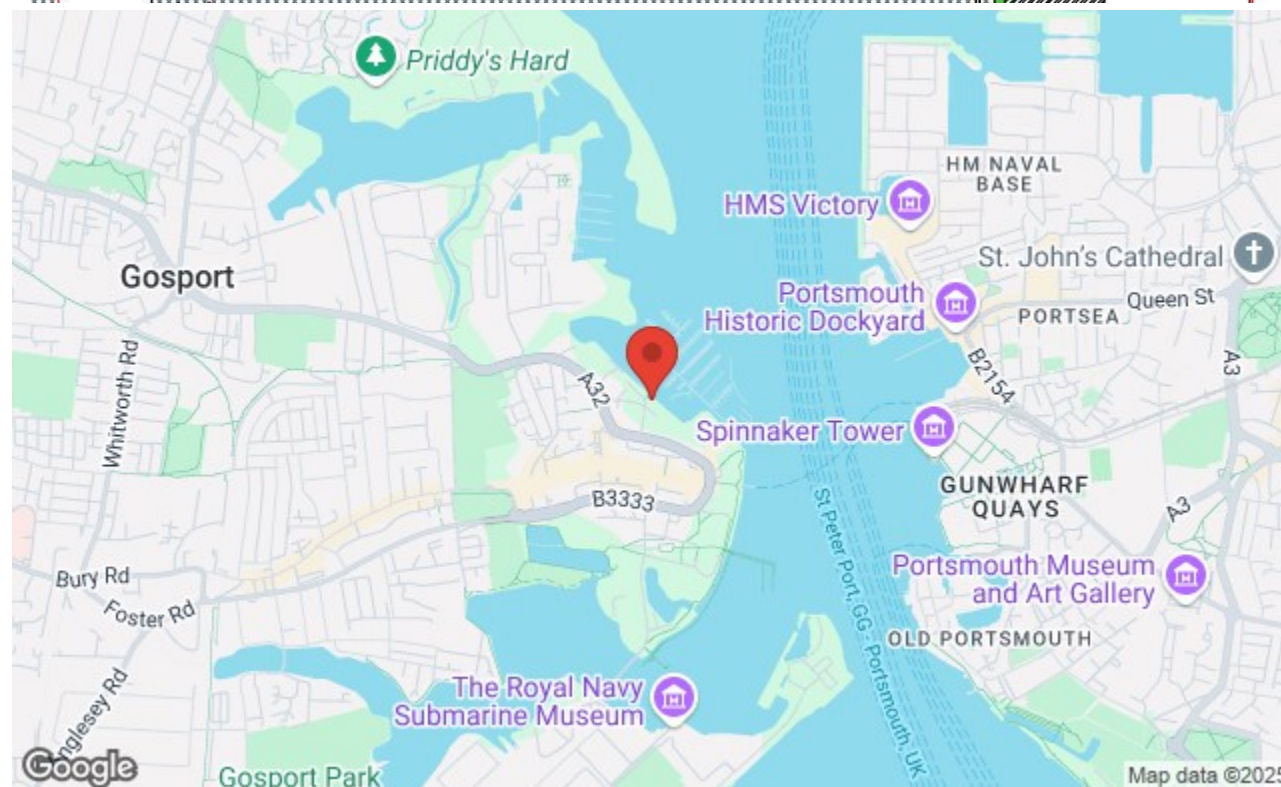 Priddy's Hard
HM NAVAL
BASE
HMS Victory
St. John's Cathedral
Gosport
Portsmouth
Historic Dockyard
Queen St
PORTSEA
B2154
A3
Whitworth Rd
A32
Spinnaker Tower
GUNWHARF
QUAYS
B3333
A3
St Peter Port, GG - Portsmouth, UK
Portsmouth Museum
and Art Gallery
Bury Rd
Foster Rd
OLD PORTSMOUTH
The Royal Navy
Submarine Museum
nglesey Rd
Google
Gosport Park
Map data ©2025